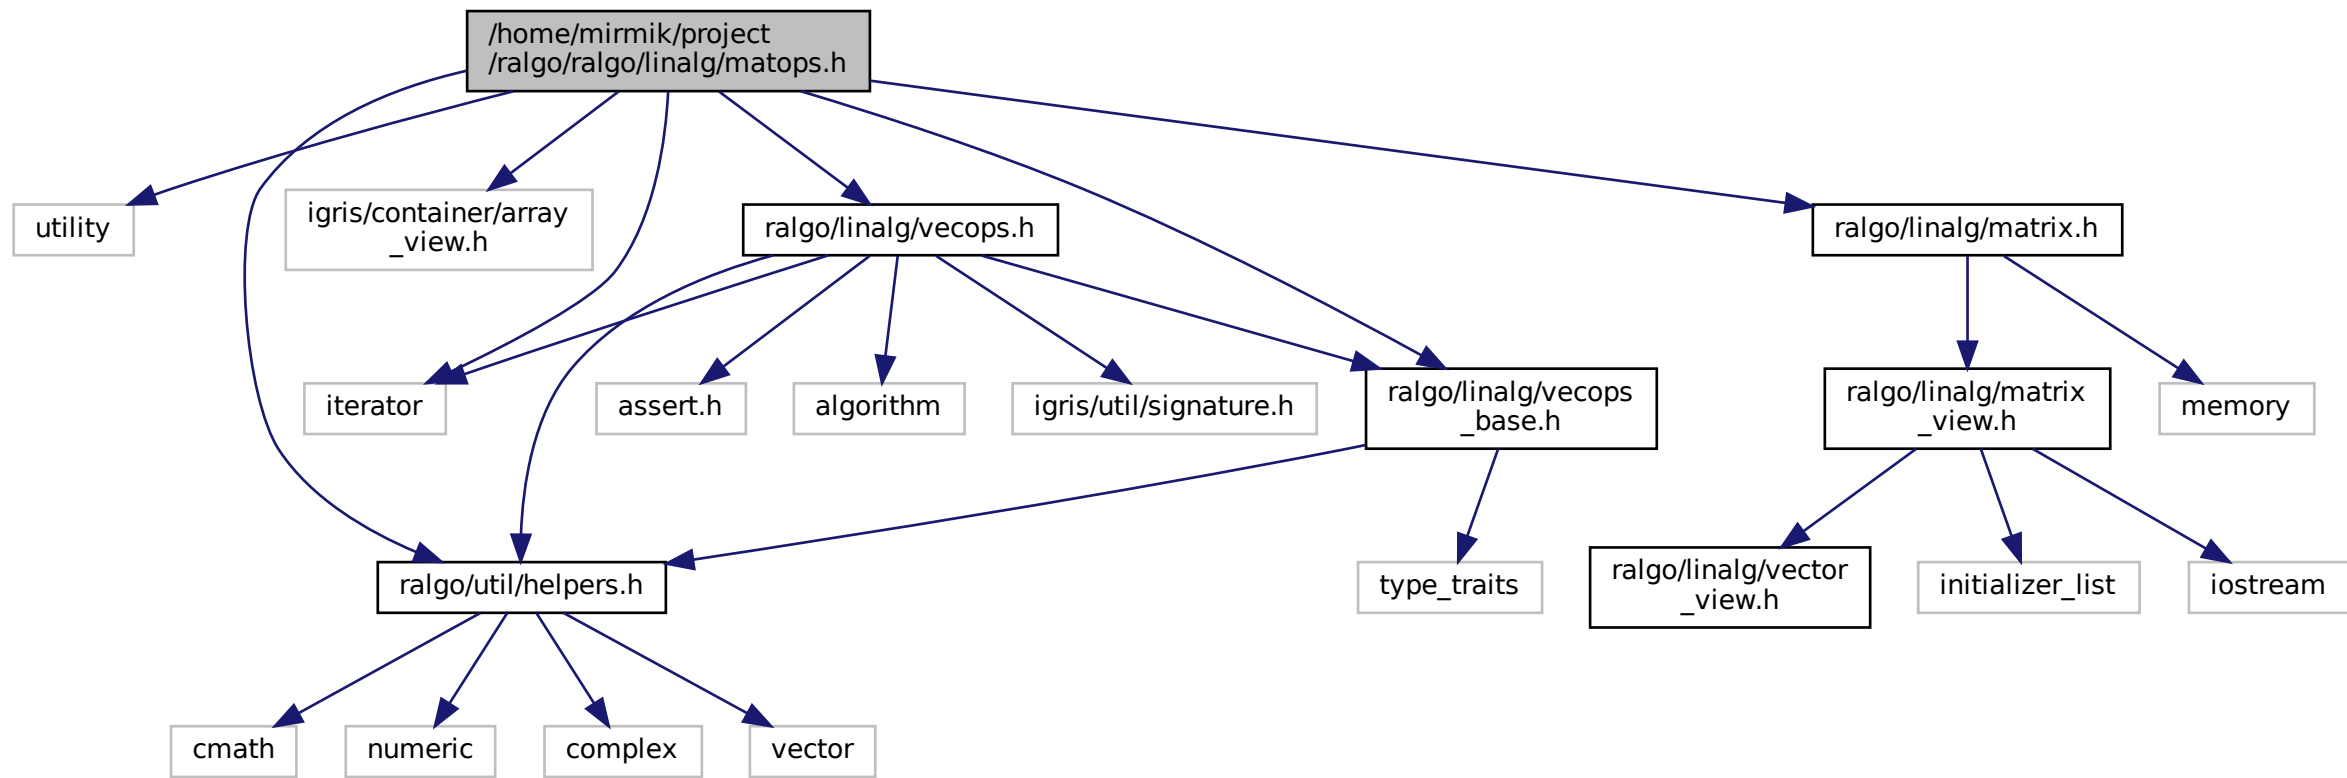 /home/mirmik/project
/ralgo/ralgo/linalg/matops.h
utility
igris/container/array
_view.h
ralgo/linalg/vecops.h
ralgo/linalg/matrix.h
iterator
assert.h
algorithm
igris/util/signature.h
ralgo/linalg/vecops
_base.h
ralgo/linalg/matrix
_view.h
memory
ralgo/util/helpers.h
type_traits
ralgo/linalg/vector
_view.h
initializer_list
iostream
cmath
numeric
complex
vector